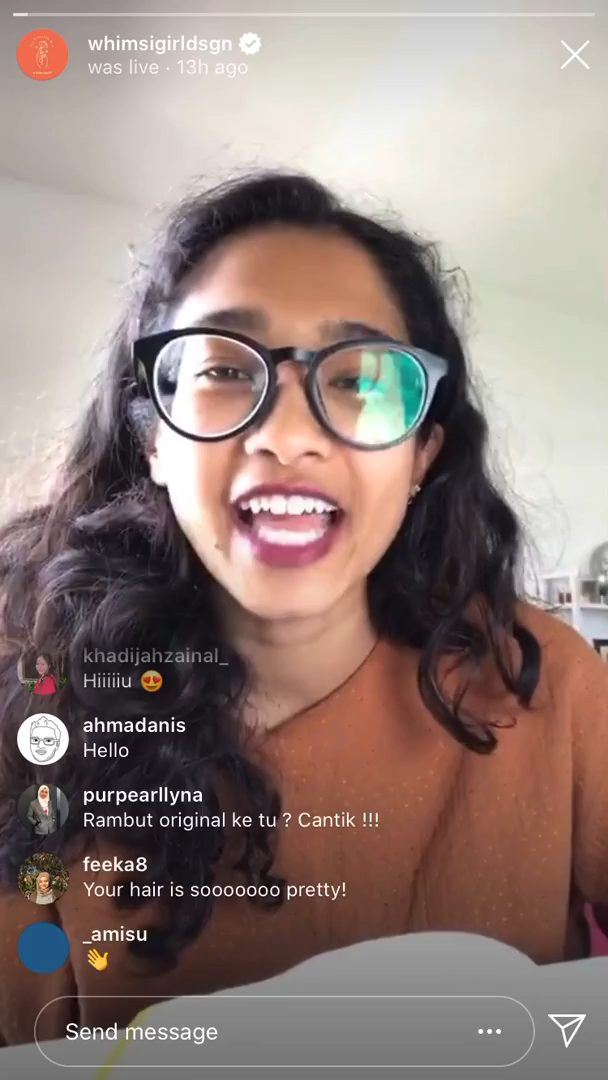 whimsigirldsgn
was live · 13h ago
khadijahzainal_
Hiiiiiu 😍
ahmadanis
Hello
purpearllyna
Rambut original ke tu ? Cantik !!!
feeka8
Your hair is sooooooo pretty!
_amisu
👋
Send message